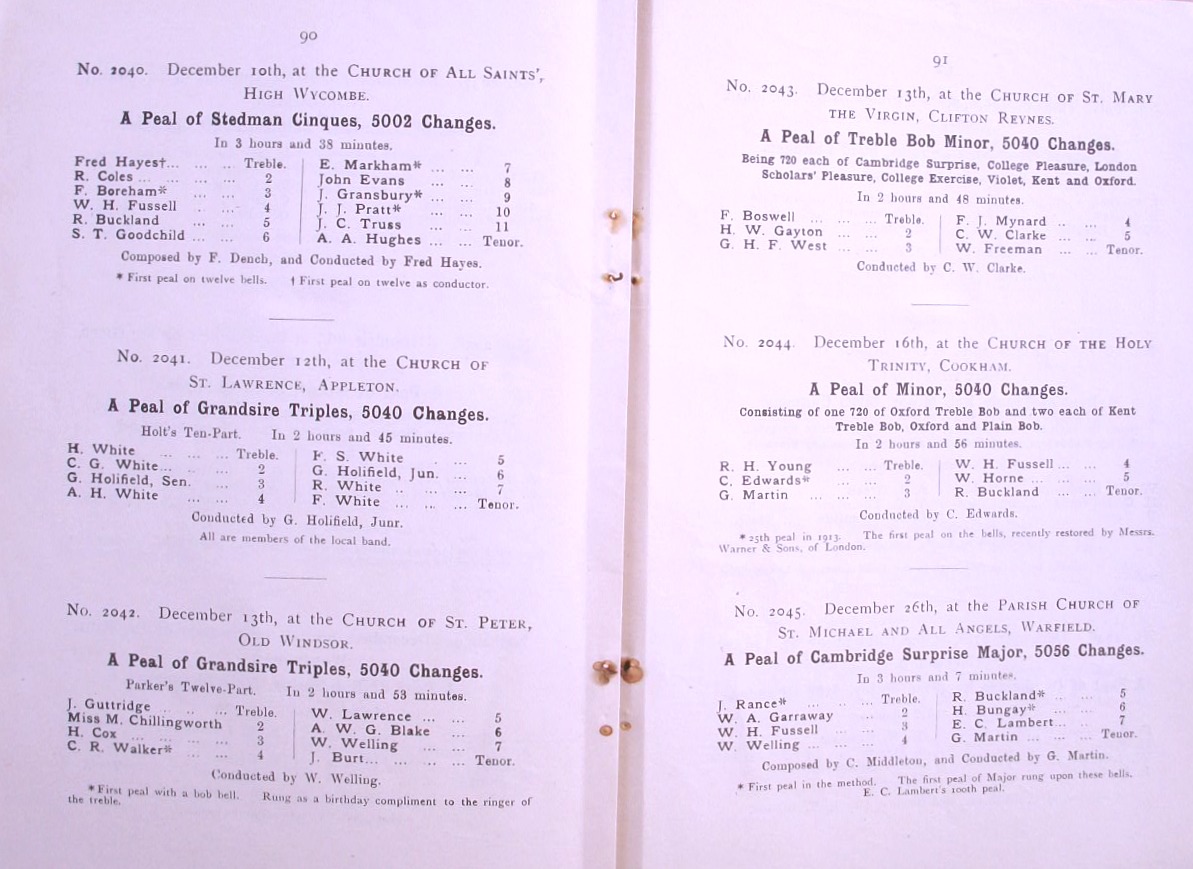 90
No. 2040. December 10th, at the CHURCH OF ALL SAINTS',
HIGH WYCOMBE.
A Peal of Stedman Cinques, 5002 Changes.
In 3 hours and 38 minutes.
Fred Hayes† ... ... ... Treble. E. Markham* ... ... 7
R. Coles ... ... ... ... 2 John Evans ... ... 8
F. Boreham* ... ... 3 J. Gransbury* ... ... 9
W. H. Fussell ... ... 4 J. J. Pratt* ... ... 10
R. Buckland ... ... 5 J. C. Truss ... ... 11
S. T. Goodchild ... ... 6 A. A. Hughes ... ... Tenor.
Composed by F. Dench, and Conducted by Fred Hayes.
* First peal on twelve bells. † First peal on twelve as conductor.
No. 2041. December 12th, at the CHURCH OF
ST. LAWRENCE, APPLETON.
A Peal of Grandsire Triples, 5040 Changes.
Holt's Ten-Part. In 2 hours and 45 minutes.
H. White ... ... ... Treble. F. S. White ... ... 5
C. G. White ... ... ... 2 G. Holifield, Jun. ... 6
G. Holifield, Sen. ... 3 R. White ... ... ... 7
A. H. White ... ... 4 F. White ... ... ... Tenor.
Conducted by G. Holifield, Junr.
All are members of the local band.
No. 2042. December 13th, at the CHURCH OF ST. PETER,
OLD WINDSOR.
A Peal of Grandsire Triples, 5040 Changes.
Parker's Twelve-Part. In 2 hours and 53 minutes.
J. Guttridge ... ... ... Treble. W. Lawrence ... ... 5
Miss M. Chillingworth 2 A. W. G. Blake ... 6
H. Cox ... ... ... ... 3 W. Welling ... ... 7
C. R. Walker* ... ... 4 J. Burt ... ... ... ... Tenor.
Conducted by W. Welling.
* First peal with a bob bell. Rung as a birthday compliment to the ringer of
the treble.
91
No. 2043. December 13th, at the CHURCH OF ST. MARY
THE VIRGIN, CLIFTON REYNES.
A Peal of Treble Bob Minor, 5040 Changes.
Being 720 each of Cambridge Surprise, College Pleasure, London
Scholars' Pleasure, College Exercise, Violet, Kent and Oxford.
In 2 hours and 48 minutes.
F. Boswell ... ... ... Treble. F. J. Mynard ... ... 4
H. W. Gayton ... ... 2 C. W. Clarke ... ... 5
G. H. F. West ... ... 3 W. Freeman ... ... Tenor.
Conducted by C. W. Clarke.
No. 2044. December 16th, at the CHURCH OF THE HOLY
TRINITY, COOKHAM.
A Peal of Minor, 5040 Changes.
Consisting of one 720 of Oxford Treble Bob and two each of Kent
Treble Bob, Oxford and Plain Bob.
In 2 hours and 56 minutes.
R. H. Young ... ... Treble. W. H. Fussell ... ... 4
C. Edwards* ... ... 2 W. Horne ... ... ... 5
G. Martin ... ... ... 3 R. Buckland ... ... Tenor.
Conducted by C. Edwards.
* 25th peal in 1913. The first peal on the bells, recently restored by Messrs.
Warner & Sons, of London.
No. 2045. December 26th, at the PARISH CHURCH OF
ST. MICHAEL AND ALL ANGELS, WARFIELD.
A Peal of Cambridge Surprise Major, 5056 Changes.
In 3 hours and 7 minutes.
J. Rance* ... ... ... Treble. R. Buckland* ... ... 5
W. A. Garraway ... 2 H. Bungay* ... ... 6
W. H. Fussell ... ... 3 E. C. Lambert ... ... 7
W. Welling ... ... ... 4 G. Martin ... ... ... Tenor.
Composed by C. Middleton, and Conducted by G. Martin.
* First peal in the method. The first peal of Major rung upon these bells.
E. C. Lambert's 100th peal.